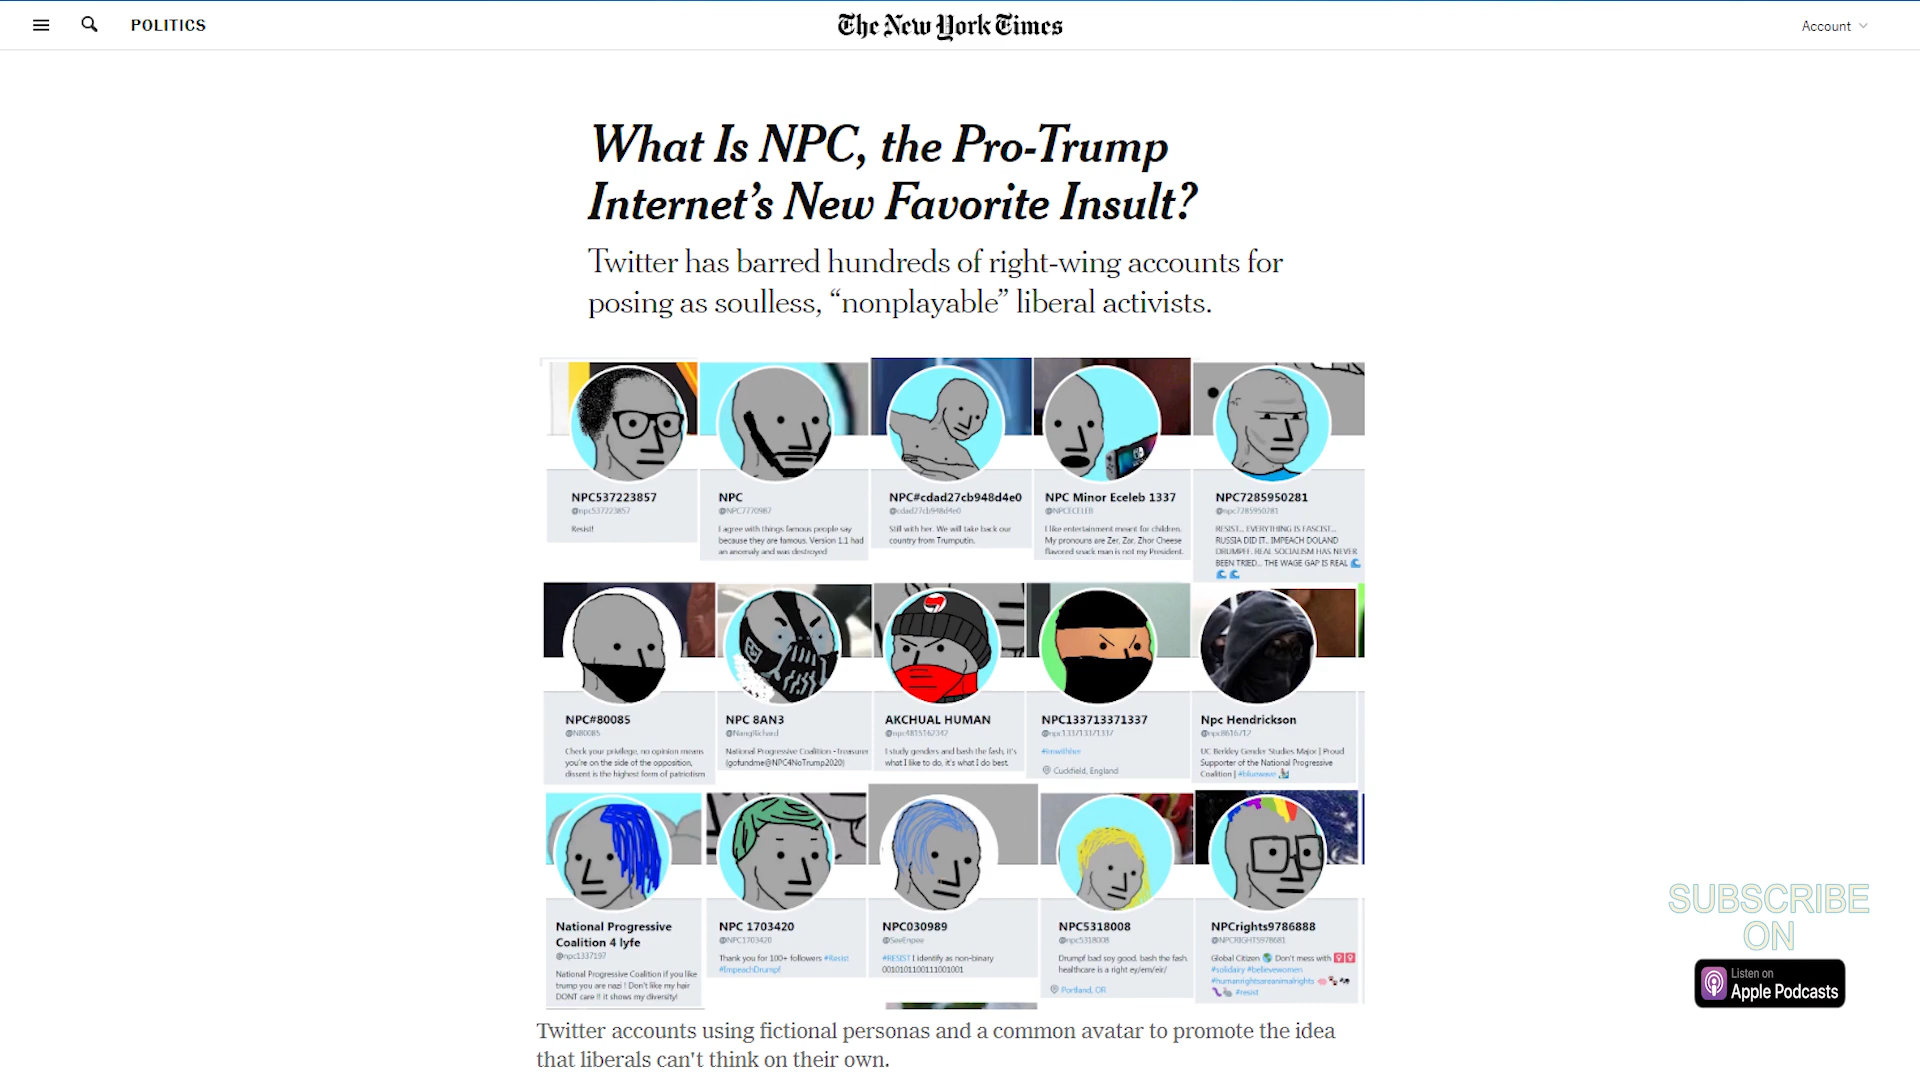 POLITICS
The New York Times
Account
What Is NPC, the Pro-Trump
Internet’s New Favorite Insult?
Twitter has barred hundreds of right-wing accounts for
posing as soulless, “nonplayable” liberal activists.
NPC537223857
@npc537223857
Resist!
NPC
@NPC7770987
I agree with things famous people say
because they are famous. Version 1.1 had
an anomaly and was destroyed
NPC#cdad27cb948d4e0
@cdad27cb948d4e0
Still with her. We will take back our
country from Trumputin.
NPC Minor Eceleb 1337
@NPCECELEB
I like entertainment meant for children.
My pronouns are Zer, Zar, Zhor Cheese
flavored snack man is not my President.
NPC7285950281
@npc7285950281
RESIST... EVERYTHING IS FASCIST...
RUSSIA DID IT.. IMPEACH DOLAND
DRUMPFF. REAL SOCIALISM HAS NEVER
BEEN TRIED... THE WAGE GAP IS REAL
NPC#80085
@N80085
Check your privilege, no opinion means
you're on the side of the opposition,
dissent is the highest form of patriotism
NPC 8AN3
@NangRichard
National Progressive Coalition -Treasurer
(gofundme@NPC4NoTrump2020)
AKCHUAL HUMAN
@npc4815162342
I study genders and bash the fash, it's
what I like to do, it's what I do best.
NPC133713371337
@npc133713371337
#imwithher
Cuckfield, England
Npc Hendrickson
@npc8616712
UC Berkley Gender Studies Major | Proud
Supporter of the National Progressive
Coalition | #bluewave
National Progressive
Coalition 4 lyfe
@npc1337197
National Progressive Coalition if you like
trump you are nazi ! Don't like my hair
DONT care !! it shows my diversity!
NPC 1703420
@NPC1703420
Thank you for 100+ followers #Resist
#ImpeachDrumpf
NPC030989
@SeeEnpee
#RESIST I identify as non-binary
0010101100111001001
NPC5318008
@npc5318008
Drumpf bad soy good. bash the fash.
healthcare is a right ey/em/eir/
Portland, OR
NPCrights9786888
@NPCRIGHTS978681
Global Citizen Don't mess with
#solidairy #believewomen
#humanrightsareanimalrights
#resist
Twitter accounts using fictional personas and a common avatar to promote the idea
that liberals can't think on their own.
SUBSCRIBE
ON
Listen on
Apple Podcasts